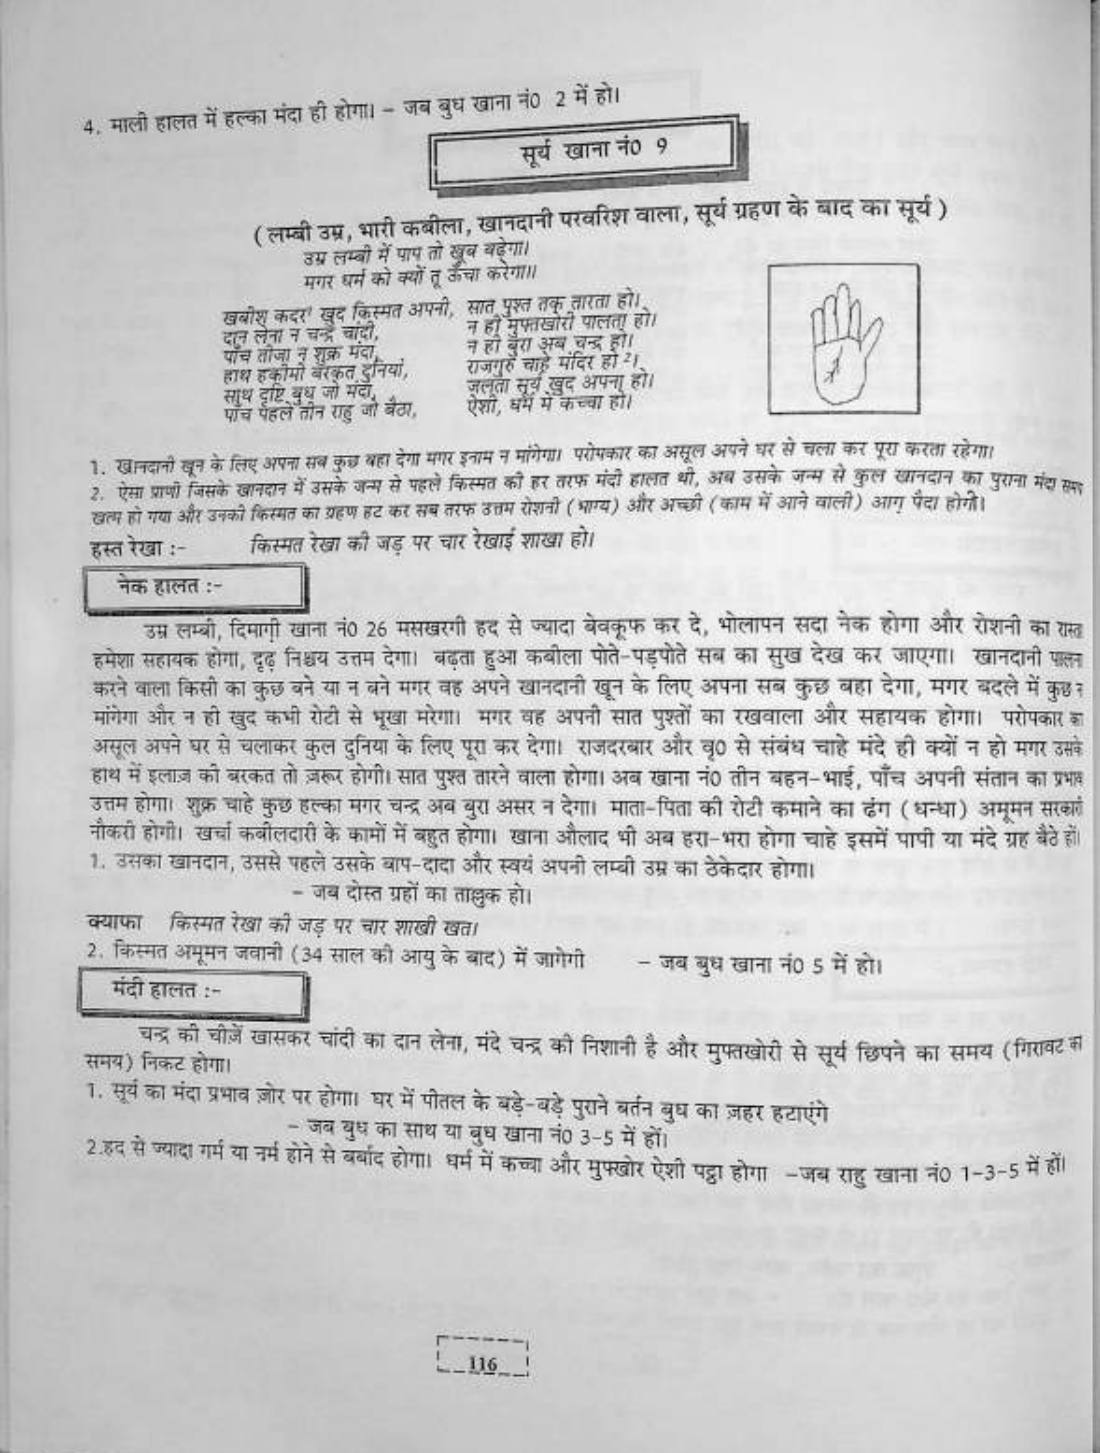 4. माली हालत में हल्का मंदा ही होगा। – जब बुध खाना नं0 2 में हो।
सूर्य खाना नं0 9
(लम्बी उम्र, भारी कबीला, खानदानी परवरिश वाला, सूर्य ग्रहण के बाद का सूर्य)
उम्र लम्बी में पाप तो खूब बढ़ेगा।
मगर धर्म को क्यों तू ऊँचा करेगा॥
खबीश कदर¹ खुद किस्मत अपनी, सात पुश्त तक तारता हो।
दान लेना न चन्द्र चांदी, न ही मुफ्तखोरी पालता हो।
पाँच तीजा न शुक्र मंदा, न ही बुरा अब चन्द्र हो।
हाथ हकीमी बरकत दुनियां, राजगुरु चाहे मंदिर हो²।
साथ दृष्टि बुध जो मंदा, जलता सूर्य खुद अपना हो।
पाँच पहले तीन राहु जो बैठा, ऐशी, धर्म में कच्चा हो।
1. खानदानी खून के लिए अपना सब कुछ बहा देगा मगर इनाम न मांगेगा। परोपकार का असूल अपने घर से चला कर पूरा करता रहेगा।
2. ऐसा प्राणी जिसके खानदान में उसके जन्म से पहले किस्मत की हर तरफ मंदी हालत थी, अब उसके जन्म से कुल खानदान का पुराना मंदा समय
खत्म हो गया और उनकी किस्मत का ग्रहण हट कर सब तरफ उत्तम रोशनी (भाग्य) और अच्छी (काम में आने वाली) आग पैदा होगी।
हस्त रेखा :– किस्मत रेखा की जड़ पर चार रेखाई शाखा हो।
नेक हालत :–
उम्र लम्बी, दिमागी खाना नं0 26 मसखरगी हद से ज्यादा बेवकूफ कर दे, भोलापन सदा नेक होगा और रोशनी का रास्ता
हमेशा सहायक होगा, दृढ़ निश्चय उत्तम देगा। बढ़ता हुआ कबीला पोते-पड़पोते सब का सुख देख कर जाएगा। खानदानी पालन
करने वाला किसी का कुछ बने या न बने मगर वह अपने खानदानी खून के लिए अपना सब कुछ बहा देगा, मगर बदले में कुछ न
मांगेगा और न ही खुद कभी रोटी से भूखा मरेगा। मगर वह अपनी सात पुश्तों का रखवाला और सहायक होगा। परोपकार का
असूल अपने घर से चलाकर कुल दुनिया के लिए पूरा कर देगा। राजदरबार और वृ0 से संबंध चाहे मंदे ही क्यों न हो मगर उसके
हाथ में इलाज़ की बरकत तो ज़रूर होगी। सात पुश्त तारने वाला होगा। अब खाना नं0 तीन बहन-भाई, पाँच अपनी संतान का प्रभाव
उत्तम होगा। शुक्र चाहे कुछ हल्का मगर चन्द्र अब बुरा असर न देगा। माता-पिता की रोटी कमाने का ढंग (धन्धा) अमूमन सरकारी
नौकरी होगी। खर्चा कबीलदारी के कामों में बहुत होगा। खाना औलाद भी अब हरा-भरा होगा चाहे इसमें पापी या मंदे ग्रह बैठे हों।
1. उसका खानदान, उससे पहले उसके बाप-दादा और स्वयं अपनी लम्बी उम्र का ठेकेदार होगा।
– जब दोस्त ग्रहों का ताल्लुक हो।
क्याफा किस्मत रेखा की जड़ पर चार शाखी खत।
2. किस्मत अमूमन जवानी (34 साल की आयु के बाद) में जागेगी – जब बुध खाना नं0 5 में हो।
मंदी हालत :–
चन्द्र की चीज़ें खासकर चांदी का दान लेना, मंदे चन्द्र की निशानी है और मुफ्तखोरी से सूर्य छिपने का समय (गिरावट का
समय) निकट होगा।
1. सूर्य का मंदा प्रभाव ज़ोर पर होगा। घर में पीतल के बड़े-बड़े पुराने बर्तन बुध का ज़हर हटाएंगे
– जब बुध का साथ या बुध खाना नं0 3-5 में हों।
2.हद से ज्यादा गर्म या नर्म होने से बर्बाद होगा। धर्म में कच्चा और मुफ्खोर ऐशी पट्ठा होगा –जब राहु खाना नं0 1-3-5 में हों।
116